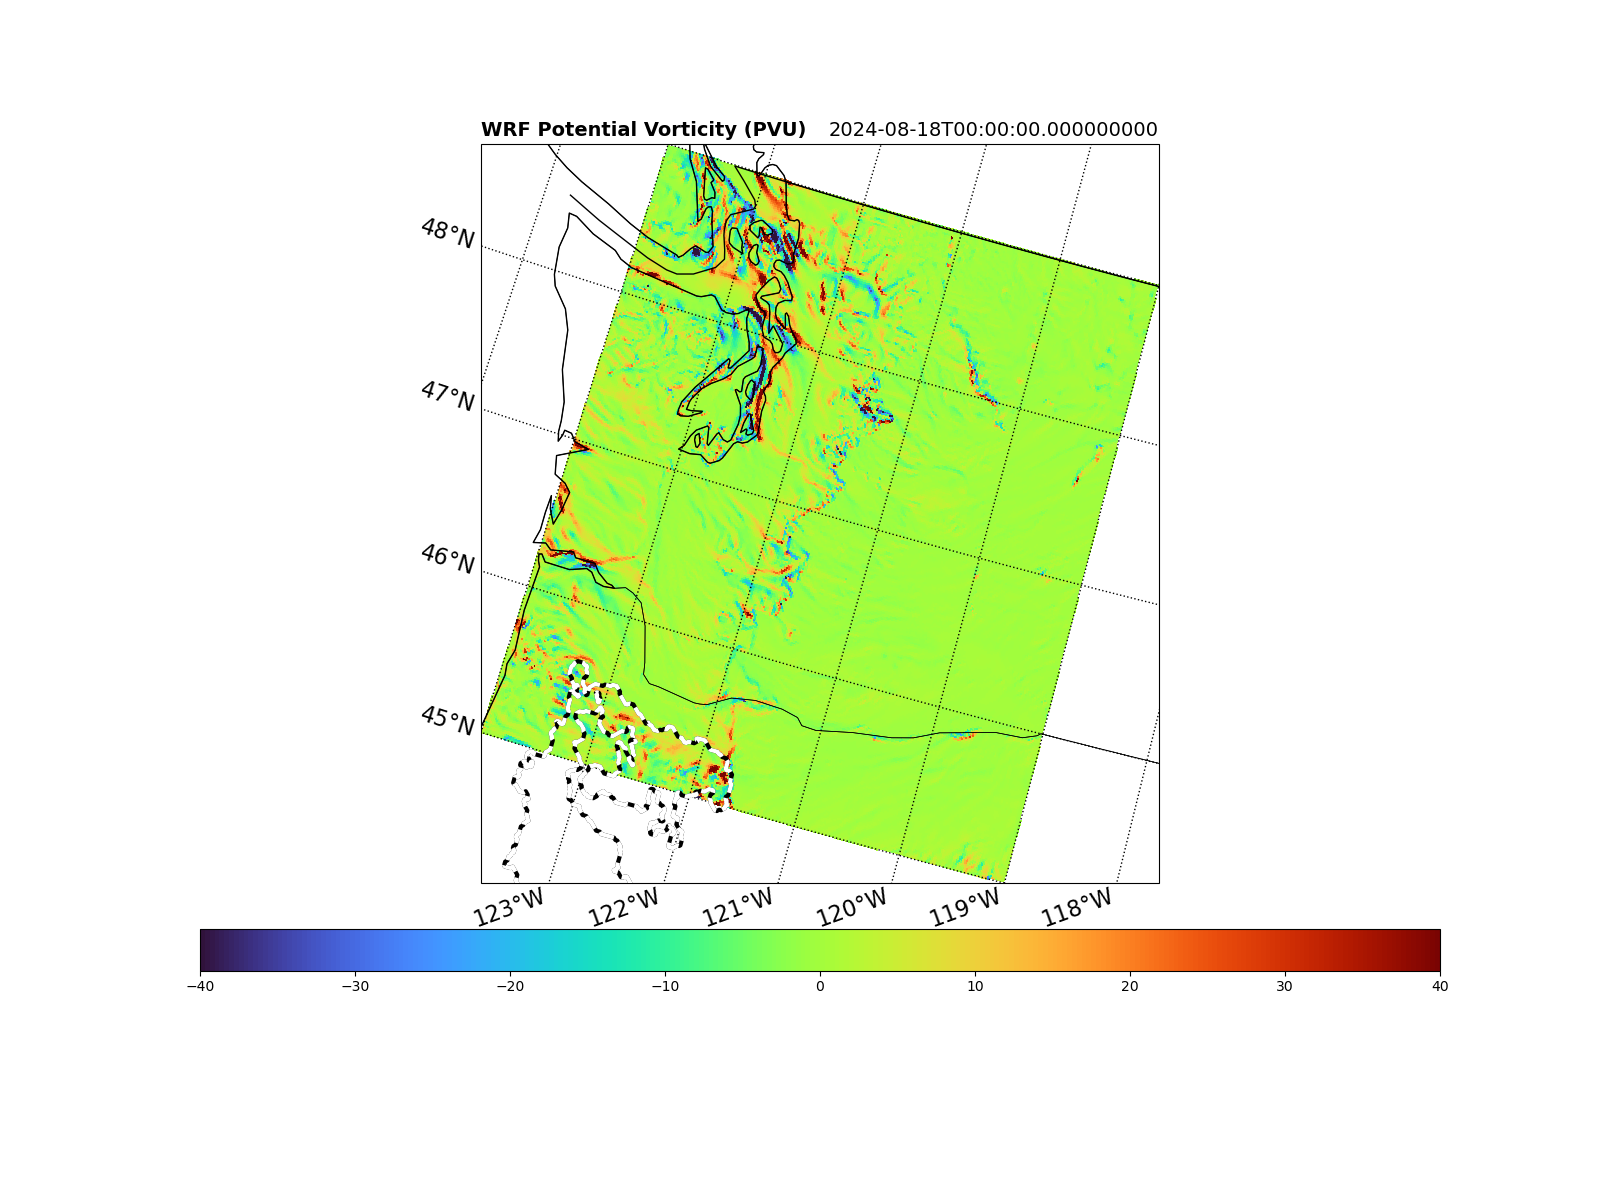 WRF Potential Vorticity (PVU) 2024-08-18T00:00:00.000000000
48°N
47°N
46°N
45°N
123°W 122°W 121°W 120°W 119°W 118°W
−40 −30 −20 −10 0 10 20 30 40